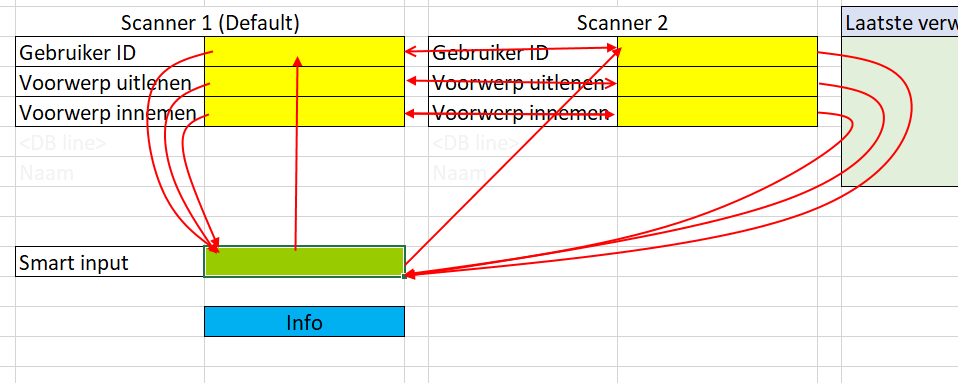 Scanner 1 (Default)
Scanner 2
Laatste verw
Gebruiker ID
Gebruiker ID
Voorwerp uitlenen
Voorwerp uitlenen
Voorwerp innemen
Voorwerp innemen
<DB line>
<DB line>
Naam
Naam
Smart input
Info